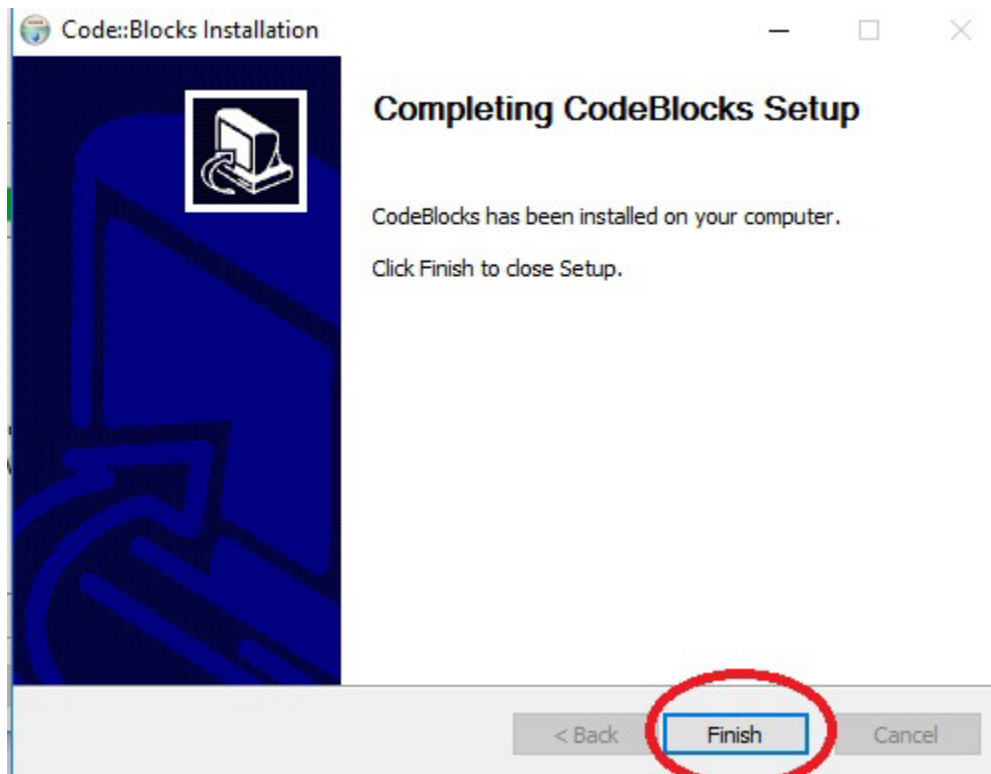 Code::Blocks Installation
Completing CodeBlocks Setup
CodeBlocks has been installed on your computer.
Click Finish to close Setup.
< Back
Finish
Cancel